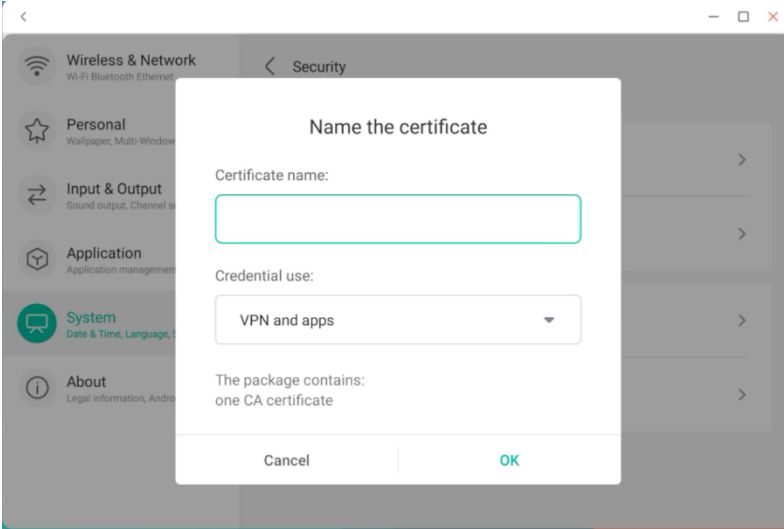 Wireless & Network
Wi-Fi Bluetooth Ethernet
Security
Personal
Wallpaper, Multi-Window
Name the certificate
Certificate name:
Input & Output
Sound output, Channel
Application
Application
Credential use:
VPN and apps
System
Date & Time, Language,
About
Legal information,
The package contains:
one CA certificate
Cancel
OK